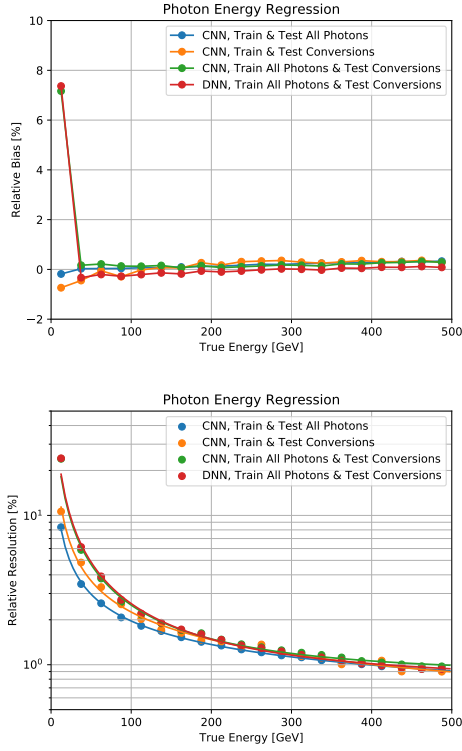 Photon Energy Regression
10
8
6
4
2
0
−2
Relative Bias [%]
CNN, Train & Test All Photons
CNN, Train & Test Conversions
CNN, Train All Photons & Test Conversions
DNN, Train All Photons & Test Conversions
0 100 200 300 400 500
True Energy [GeV]
Photon Energy Regression
10¹
10⁰
Relative Resolution [%]
CNN, Train & Test All Photons
CNN, Train & Test Conversions
CNN, Train All Photons & Test Conversions
DNN, Train All Photons & Test Conversions
0 100 200 300 400 500
True Energy [GeV]